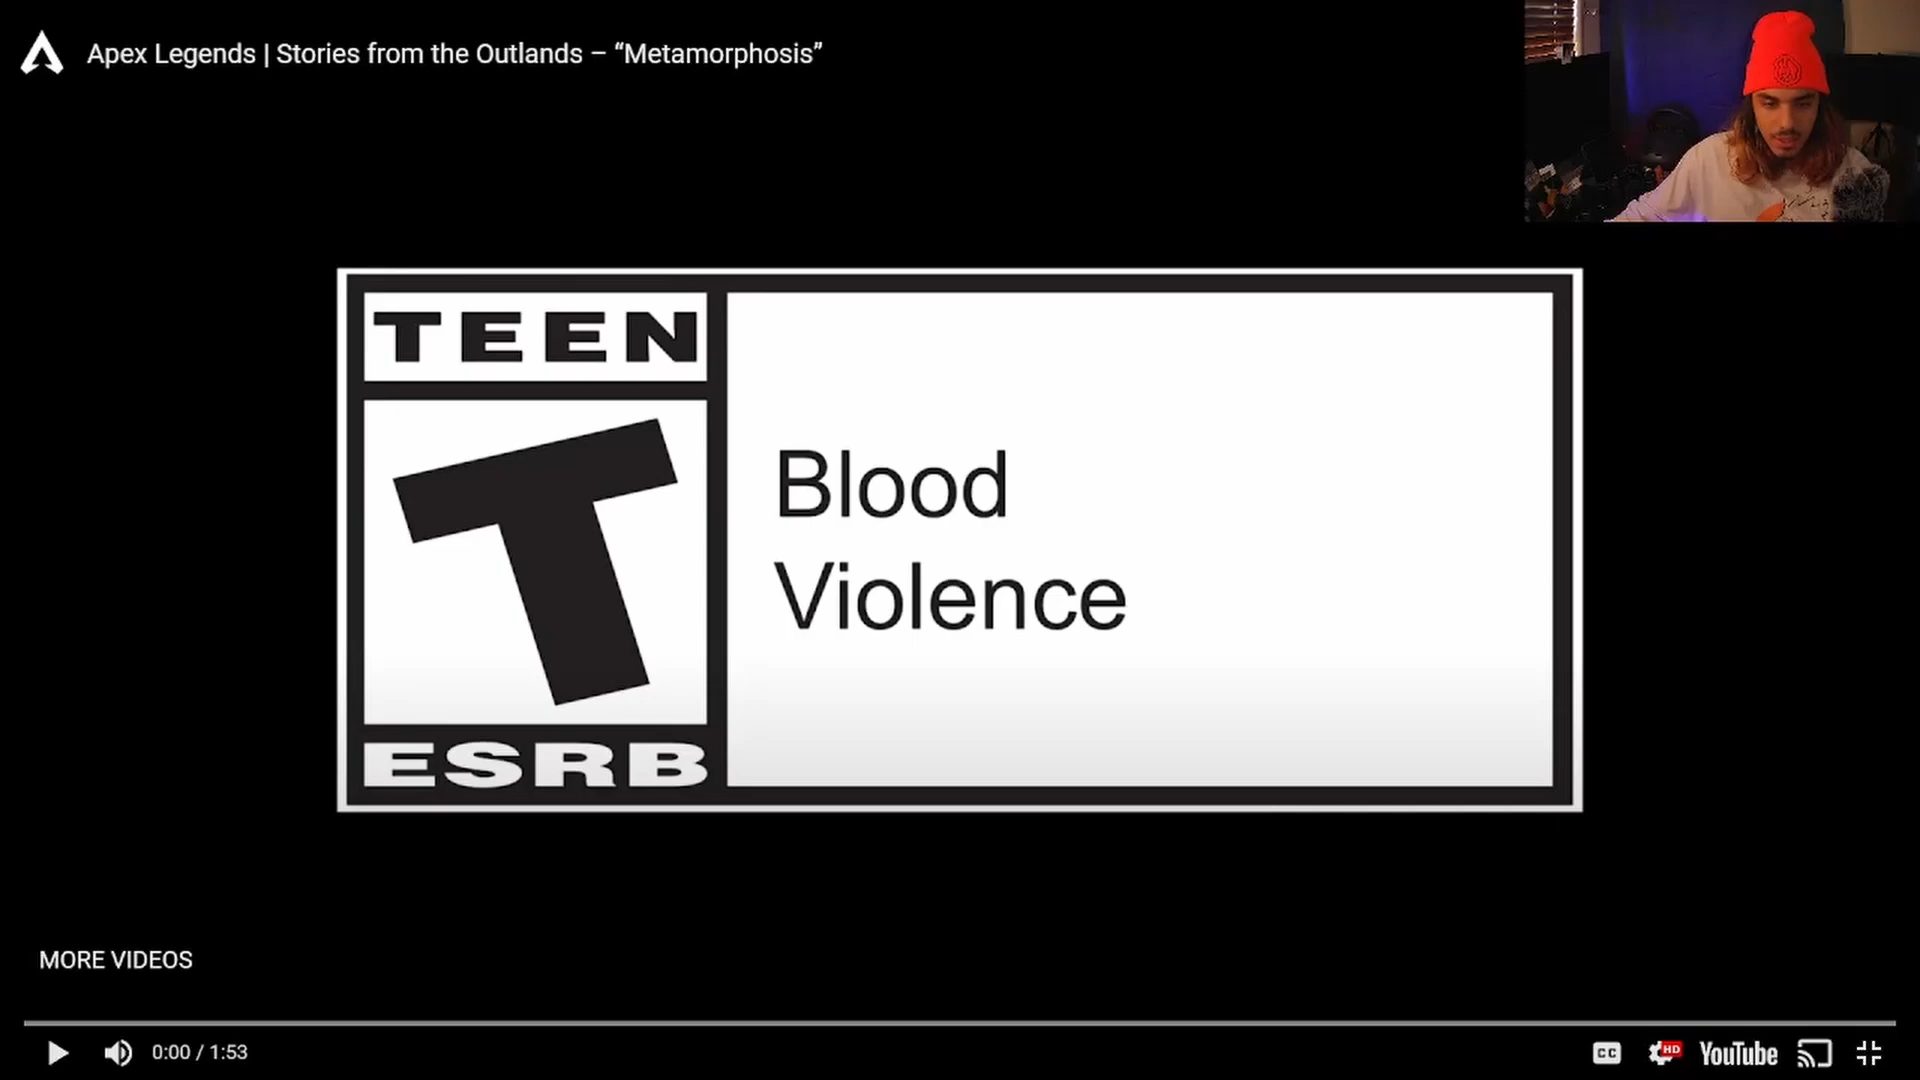 Apex Legends | Stories from the Outlands – “Metamorphosis”
TEEN
T
ESRB
Blood
Violence
MORE VIDEOS
0:00 / 1:53
CC
HD
YouTube